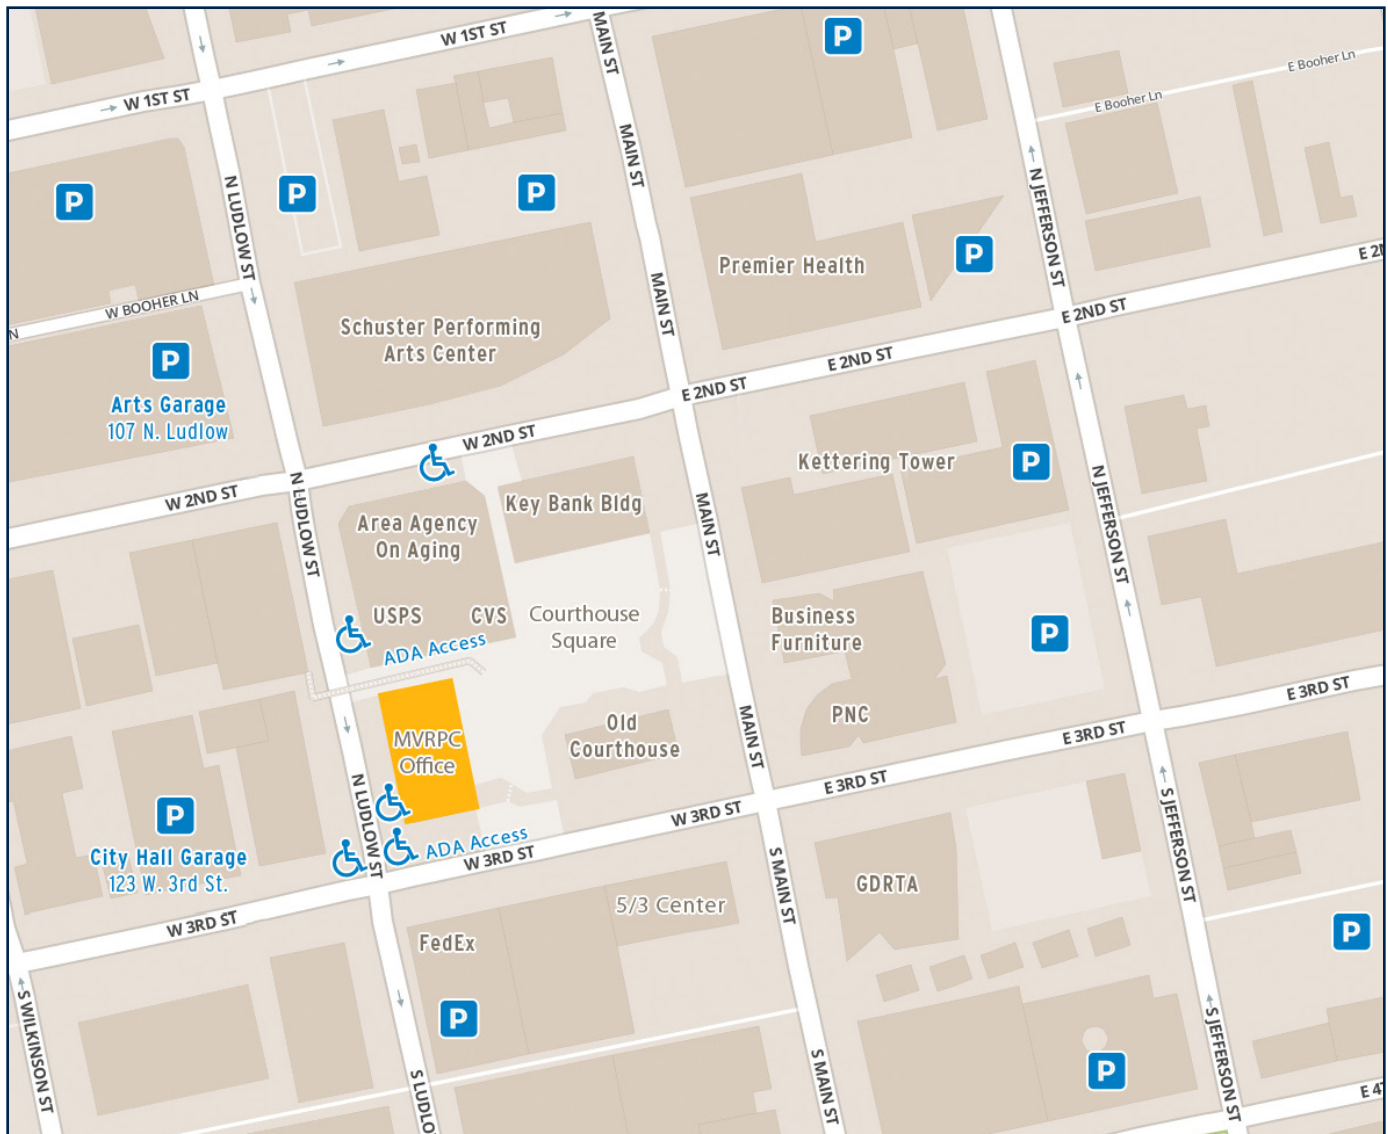 W 1ST ST
MAIN ST
P
E Booher Ln
W 1ST ST
E Booher Ln
MAIN ST
N LUDLOW ST
P
P
P
N JEFFERSON ST
Premier Health
P
E 2N
W BOOHER LN
N
MAIN ST
E 2ND ST
Schuster Performing
Arts Center
P
E 2ND ST
E 2ND ST
Arts Garage
107 N. Ludlow
W 2ND ST
Kettering Tower
P
W 2ND ST
N LUDLOW ST
Key Bank Bldg
MAIN ST
N JEFFERSON ST
Area Agency
On Aging
USPS
CVS
Courthouse
Square
Business
Furniture
P
ADA Access
E 3RD ST
MVRPC
Office
Old
Courthouse
MAIN ST
PNC
E 3RD ST
N LUDLOW ST
E 3RD ST
S JEFFERSON ST
P
W 3RD ST
City Hall Garage
123 W. 3rd St.
ADA Access
W 3RD ST
S MAIN ST
GDRTA
5/3 Center
W 3RD ST
FedEx
P
S WILKINSON ST
P
S JEFFERSON ST
S MAIN ST
P
S LUDLO
E 4T